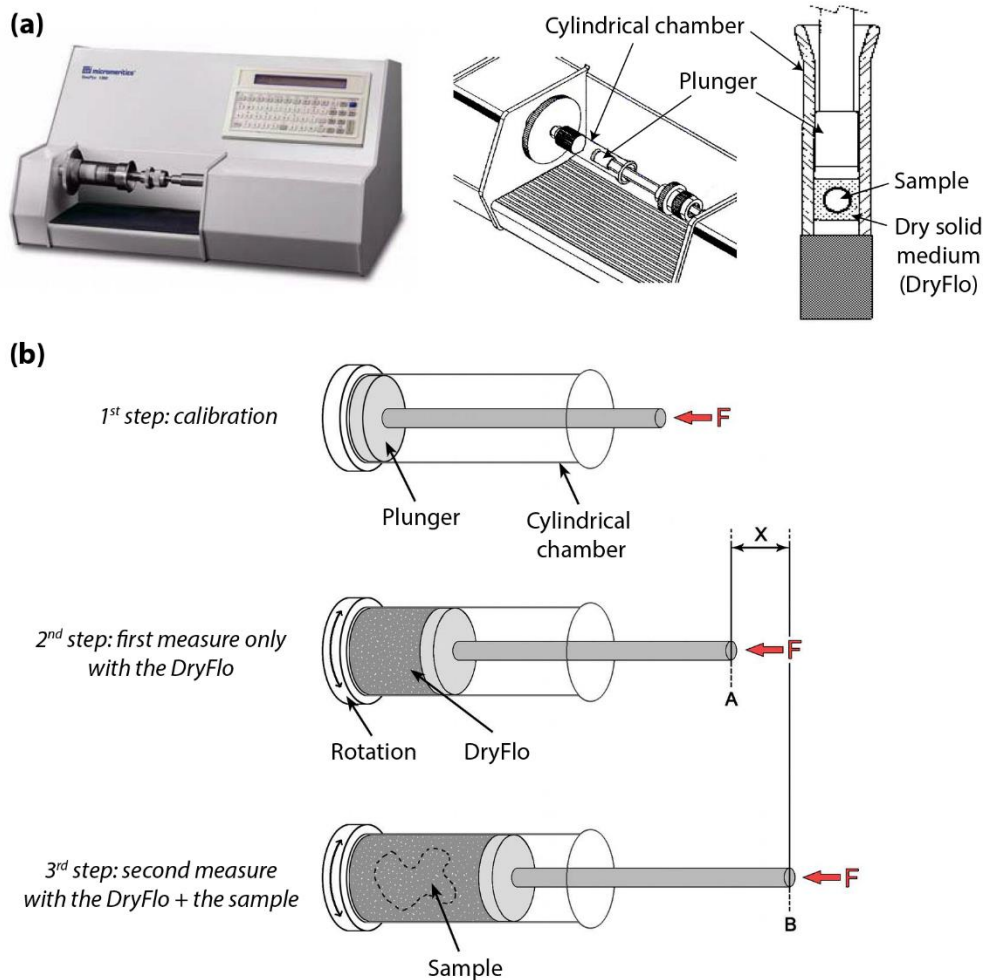 (a)
micromeritics
Cylindrical chamber
Plunger
Sample
Dry solid
medium
(DryFlo)
(b)
1st step: calibration
F
Plunger
Cylindrical
chamber
X
2nd step: first measure only
with the DryFlo
F
A
Rotation
DryFlo
3rd step: second measure
with the DryFlo + the sample
F
B
Sample